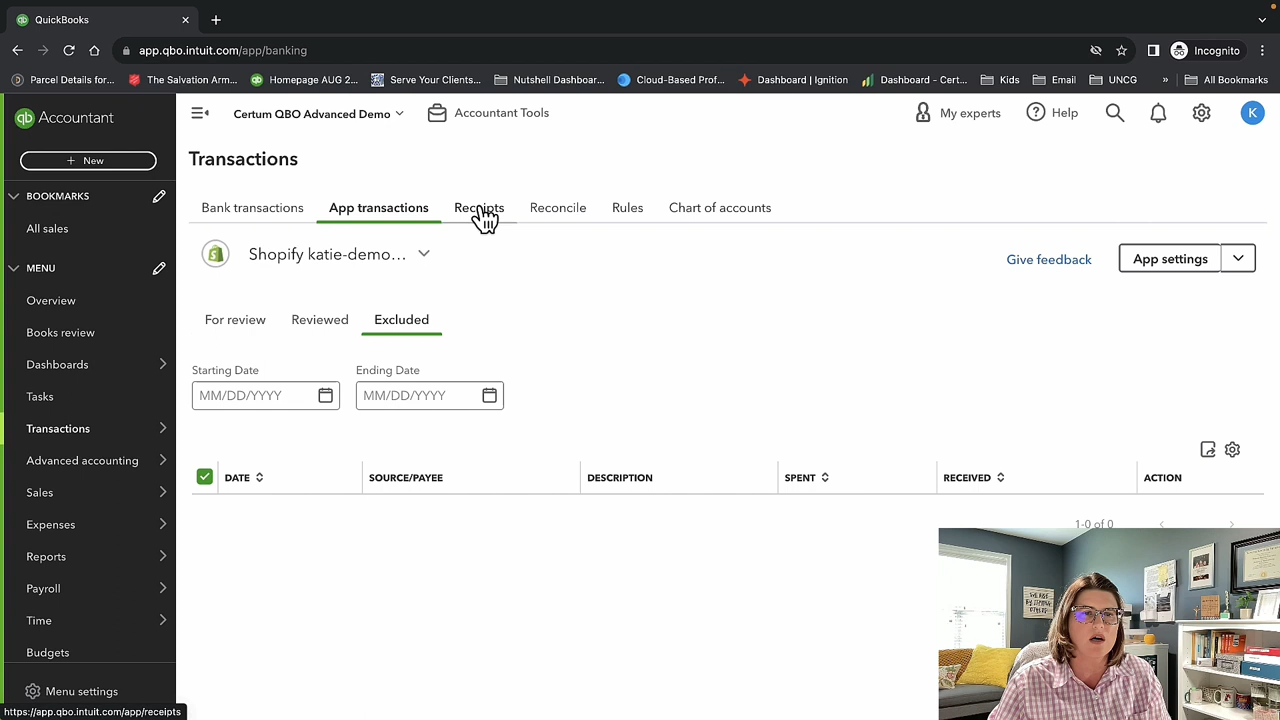 QuickBooks
app.qbo.intuit.com/app/banking
Incognito
Parcel Details for...
The Salvation Arm...
Homepage AUG 2...
Serve Your Clients...
Nutshell Dashboar...
Cloud-Based Prof...
Dashboard | Ignition
Dashboard - Cert...
Kids
Email
UNCG
»
All Bookmarks
qb Accountant
Certum QBO Advanced Demo
Accountant Tools
My experts
Help
K
+ New
BOOKMARKS
All sales
MENU
Overview
Books review
Dashboards
Tasks
Transactions
Advanced accounting
Sales
Expenses
Reports
Payroll
Time
Budgets
Menu settings
https://app.qbo.intuit.com/app/receipts
Transactions
Bank transactions
App transactions
Receipts
Reconcile
Rules
Chart of accounts
Shopify katie-demo...
Give feedback
App settings
For review
Reviewed
Excluded
Starting Date
Ending Date
MM/DD/YYYY
MM/DD/YYYY
DATE
SOURCE/PAYEE
DESCRIPTION
SPENT
RECEIVED
ACTION
1-0 of 0